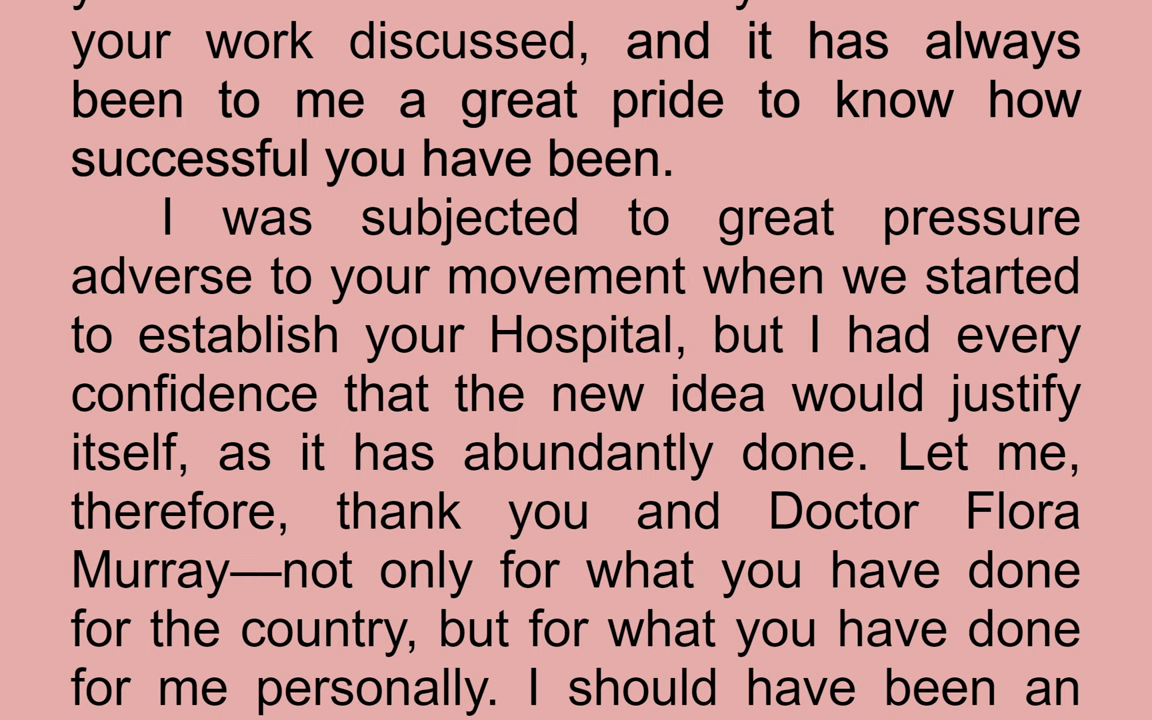 your work discussed, and it has always
been to me a great pride to know how
successful you have been.
I was subjected to great pressure
adverse to your movement when we started
to establish your Hospital, but I had every
confidence that the new idea would justify
itself, as it has abundantly done. Let me,
therefore, thank you and Doctor Flora
Murray—not only for what you have done
for the country, but for what you have done
for me personally. I should have been an